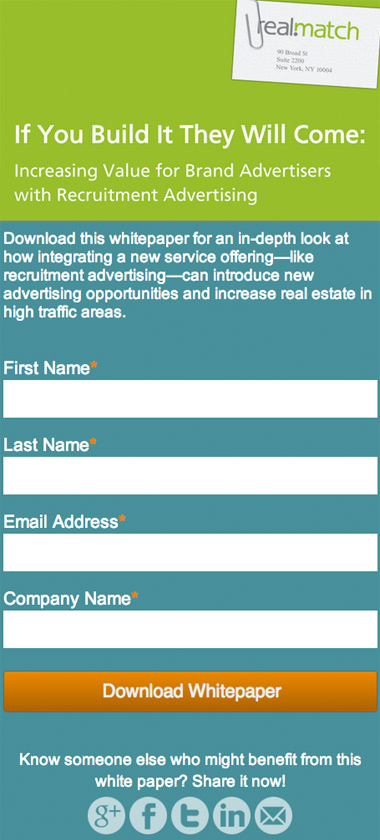 realmatch
90 Broad St
Suite 2200
New York, NY 10004
If You Build It They Will Come:
Increasing Value for Brand Advertisers
with Recruitment Advertising
Download this whitepaper for an in-depth look at
how integrating a new service offering—like
recruitment advertising—can introduce new
advertising opportunities and increase real estate in
high traffic areas.
First Name*
Last Name*
Email Address*
Company Name*
Download Whitepaper
Know someone else who might benefit from this
white paper? Share it now!
g+ f t in